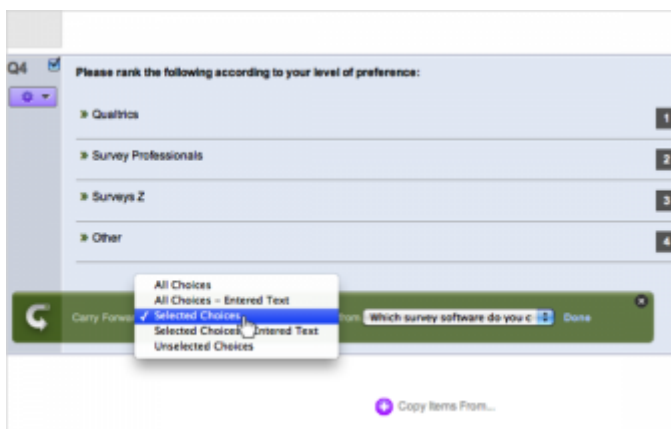 Q4 Please rank the following according to your level of preference:
» Qualtrics 1
» Survey Professionals 2
» Surveys Z 3
» Other 4
All Choices
All Choices – Entered Text
Carry Forward ✓ Selected Choices from Which survey software do you c Done
Selected Choices Entered Text
Unselected Choices
Copy Items From...